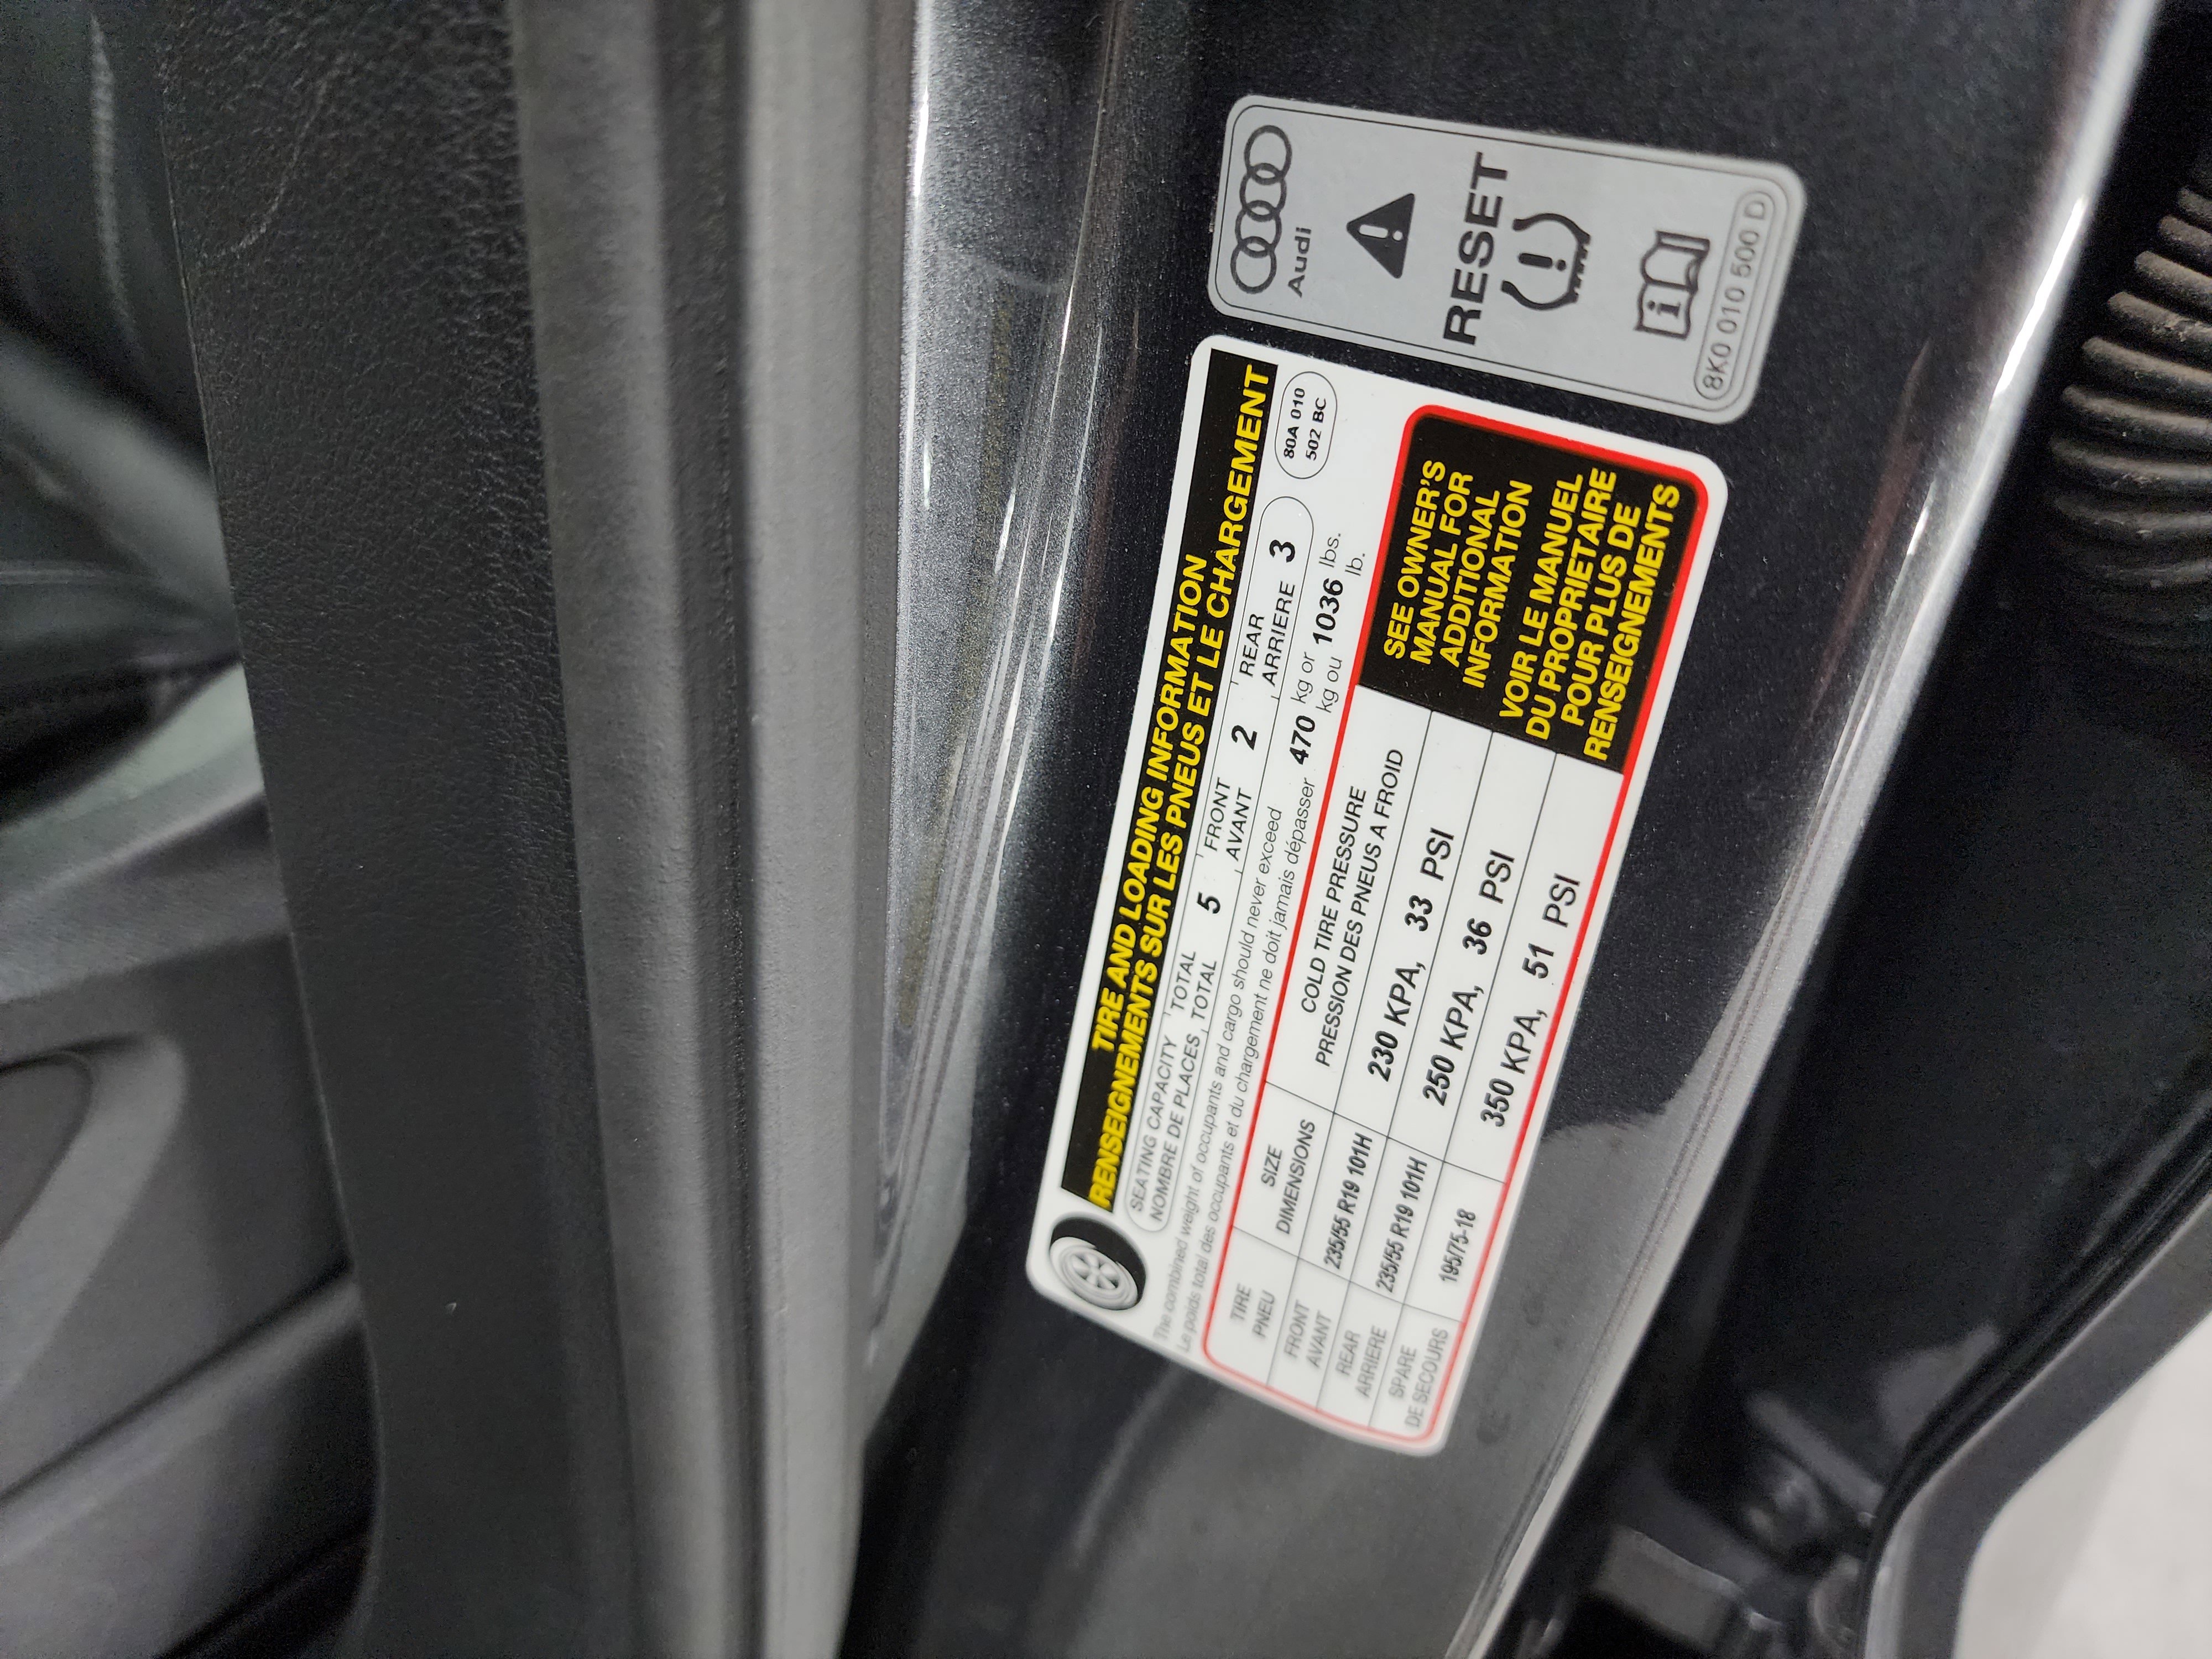 TIRE AND LOADING INFORMATION
RENSEIGNEMENTS SUR LES PNEUS ET LE CHARGEMENT
SEATING CAPACITY TOTAL 5 FRONT 2 REAR 3
NOMBRE DE PLACES TOTAL AVANT ARRIERE
80A 010
502 BC
The combined weight of occupants and cargo should never exceed 470 kg or 1036 lbs.
Le poids total des occupants et du chargement ne doit jamais dépasser kg ou lb.
TIRE SIZE COLD TIRE PRESSURE
PNEU DIMENSIONS PRESSION DES PNEUS A FROID
FRONT
AVANT 235/55 R19 101H 230 KPA, 33 PSI
REAR
ARRIERE 235/55 R19 101H 250 KPA, 36 PSI
SPARE
DE SECOURS 195/75-18 350 KPA, 51 PSI
SEE OWNER'S
MANUAL FOR
ADDITIONAL
INFORMATION
VOIR LE MANUEL
DU PROPRIETAIRE
POUR PLUS DE
RENSEIGNEMENTS
Audi
RESET
8K0 010 500 D